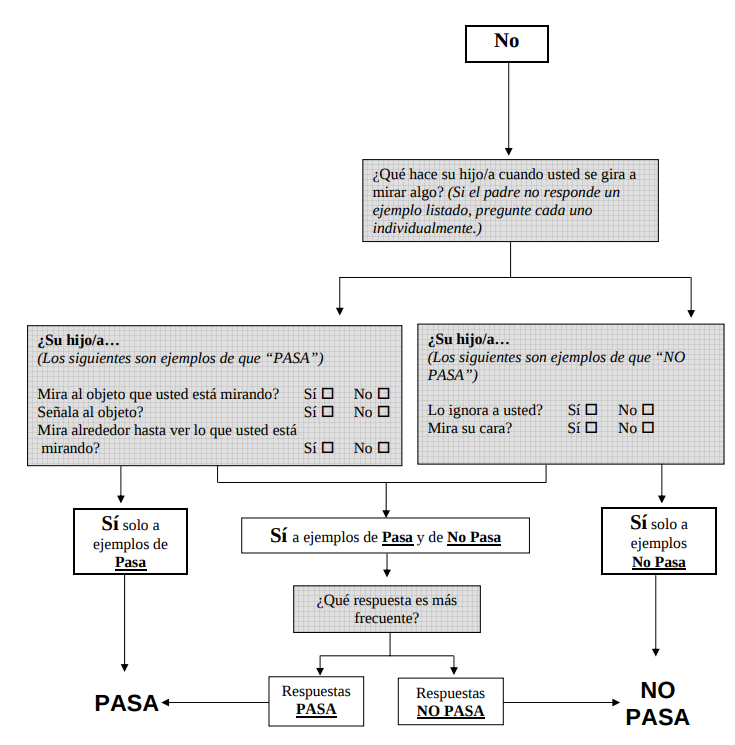 No
¿Qué hace su hijo/a cuando usted se gira a
mirar algo? (Si el padre no responde un
ejemplo listado, pregunte cada uno
individualmente.)
¿Su hijo/a…
(Los siguientes son ejemplos de que “PASA”)
Mira al objeto que usted está mirando? Sí ☐ No ☐
Señala al objeto? Sí ☐ No ☐
Mira alrededor hasta ver lo que usted está
mirando? Sí ☐ No ☐
¿Su hijo/a…
(Los siguientes son ejemplos de que “NO
PASA”)
Lo ignora a usted? Sí ☐ No ☐
Mira su cara? Sí ☐ No ☐
Sí solo a
ejemplos de
Pasa
Sí a ejemplos de Pasa y de No Pasa
Sí solo a
ejemplos
No Pasa
¿Qué respuesta es más
frecuente?
PASA
Respuestas
PASA
Respuestas
NO PASA
NO
PASA